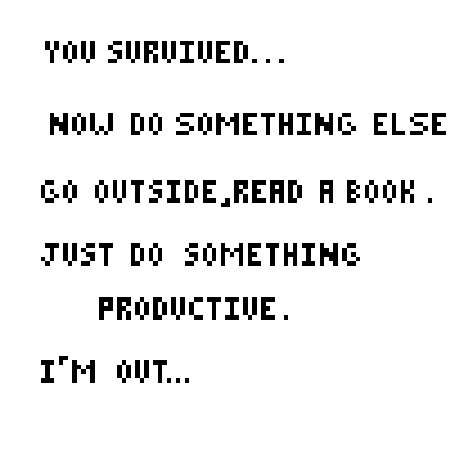 YOU SURVIVED...
NOW DO SOMETHING ELSE
GO OUTSIDE,READ A BOOK .
JUST DO SOMETHING
PRODUCTIVE.
I'M OUT...